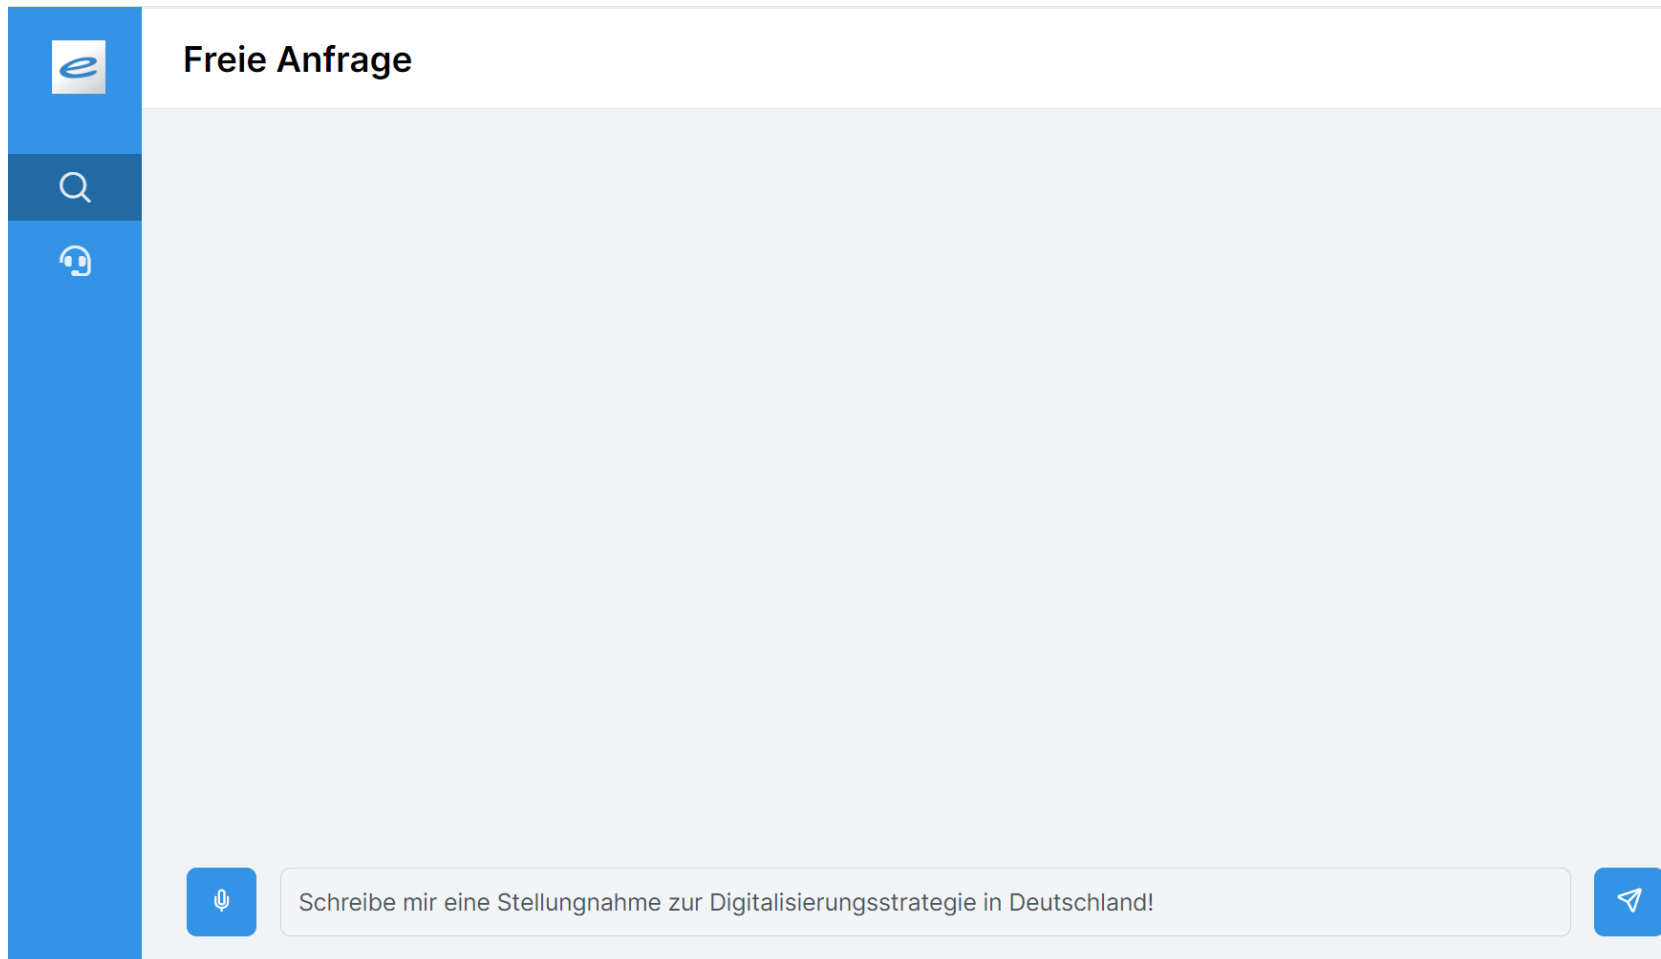 e
Freie Anfrage
Schreibe mir eine Stellungnahme zur Digitalisierungsstrategie in Deutschland!